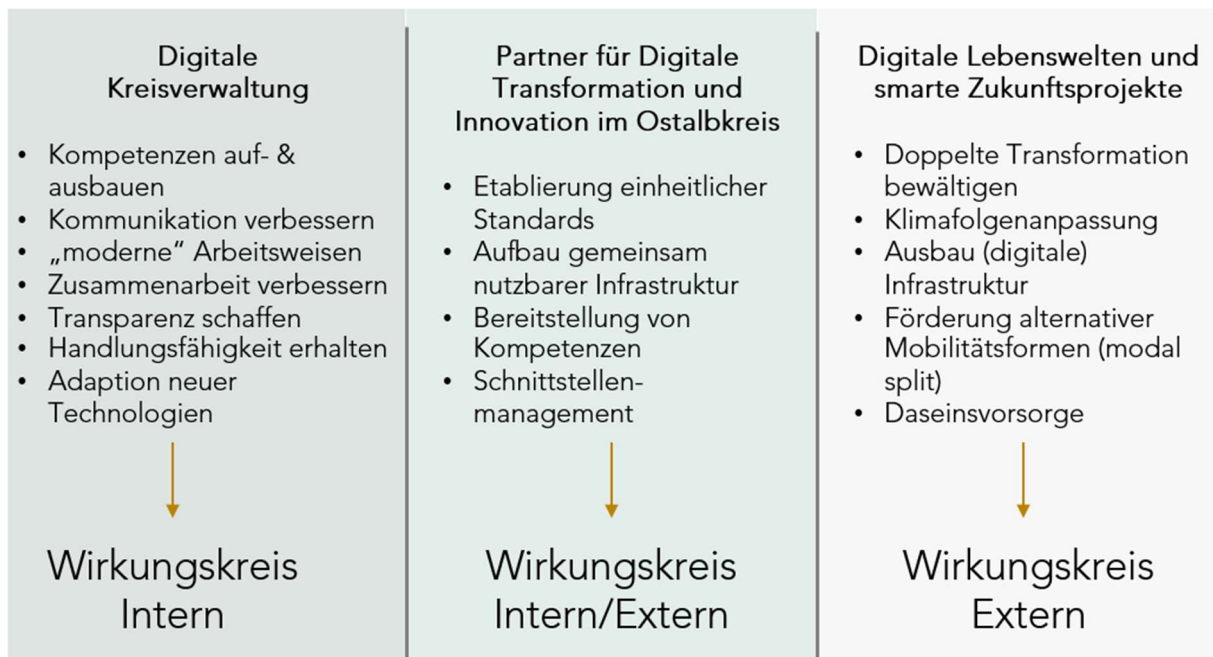 Digitale
Kreisverwaltung
• Kompetenzen auf- &
ausbauen
• Kommunikation verbessern
• „moderne“ Arbeitsweisen
• Zusammenarbeit verbessern
• Transparenz schaffen
• Handlungsfähigkeit erhalten
• Adaption neuer
Technologien
Wirkungskreis
Intern
Partner für Digitale
Transformation und
Innovation im Ostalbkreis
• Etablierung einheitlicher
Standards
• Aufbau gemeinsam
nutzbarer Infrastruktur
• Bereitstellung von
Kompetenzen
• Schnittstellen-
management
Wirkungskreis
Intern/Extern
Digitale Lebenswelten und
smarte Zukunftsprojekte
• Doppelte Transformation
bewältigen
• Klimafolgenanpassung
• Ausbau (digitale)
Infrastruktur
• Förderung alternativer
Mobilitätsformen (modal
split)
• Daseinsvorsorge
Wirkungskreis
Extern